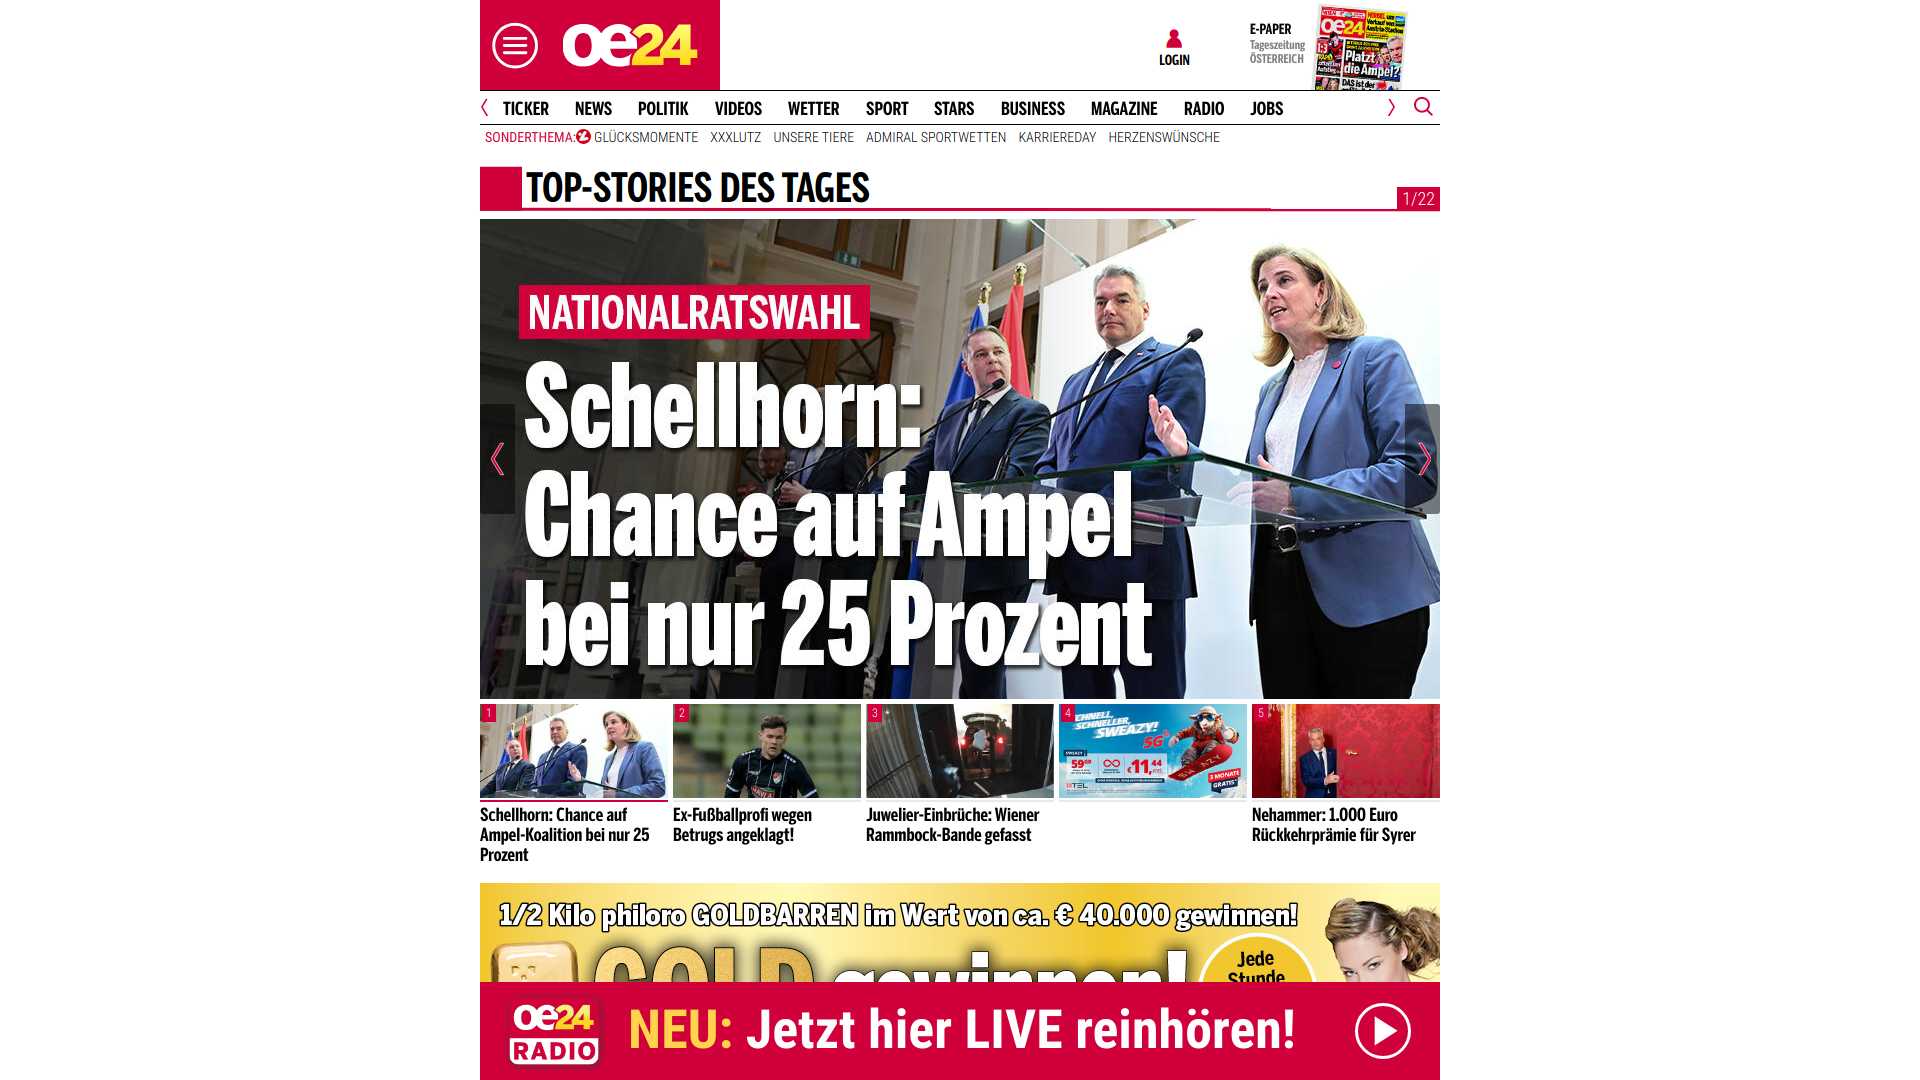 oe24
LOGIN
E-PAPER
Tageszeitung
ÖSTERREICH
oe24
Platzt
die Ampel?
TICKER NEWS POLITIK VIDEOS WETTER SPORT STARS BUSINESS MAGAZINE RADIO JOBS
SONDERTHEMA: GLÜCKSMOMENTE XXXLUTZ UNSERE TIERE ADMIRAL SPORTWETTEN KARRIEREDAY HERZENSWÜNSCHE
TOP-STORIES DES TAGES
1/22
NATIONALRATSWAHL
Schellhorn:
Chance auf Ampel
bei nur 25 Prozent
1
2
3
4
5
SCHNELL,
SCHNELLER,
SWEAZY!
5G
€11,44
3 MONATE
GRATIS
Schellhorn: Chance auf
Ampel-Koalition bei nur 25
Prozent
Ex-Fußballprofi wegen
Betrugs angeklagt!
Juwelier-Einbrüche: Wiener
Rammbock-Bande gefasst
Nehammer: 1.000 Euro
Rückkehrprämie für Syrer
1/2 Kilo philoro GOLDBARREN im Wert von ca. € 40.000 gewinnen!
GOLD gewinnen!
Jede
Stunde
oe24
RADIO
NEU: Jetzt hier LIVE reinhören!